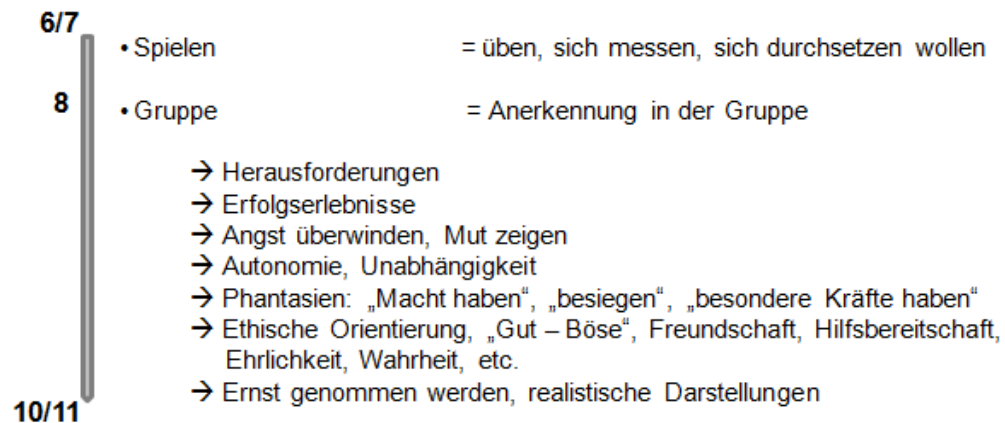 6/7
• Spielen = üben, sich messen, sich durchsetzen wollen
8
• Gruppe = Anerkennung in der Gruppe
→ Herausforderungen
→ Erfolgserlebnisse
→ Angst überwinden, Mut zeigen
→ Autonomie, Unabhängigkeit
→ Phantasien: „Macht haben“, „besiegen“, „besondere Kräfte haben“
→ Ethische Orientierung, „Gut – Böse“, Freundschaft, Hilfsbereitschaft,
Ehrlichkeit, Wahrheit, etc.
→ Ernst genommen werden, realistische Darstellungen
10/11